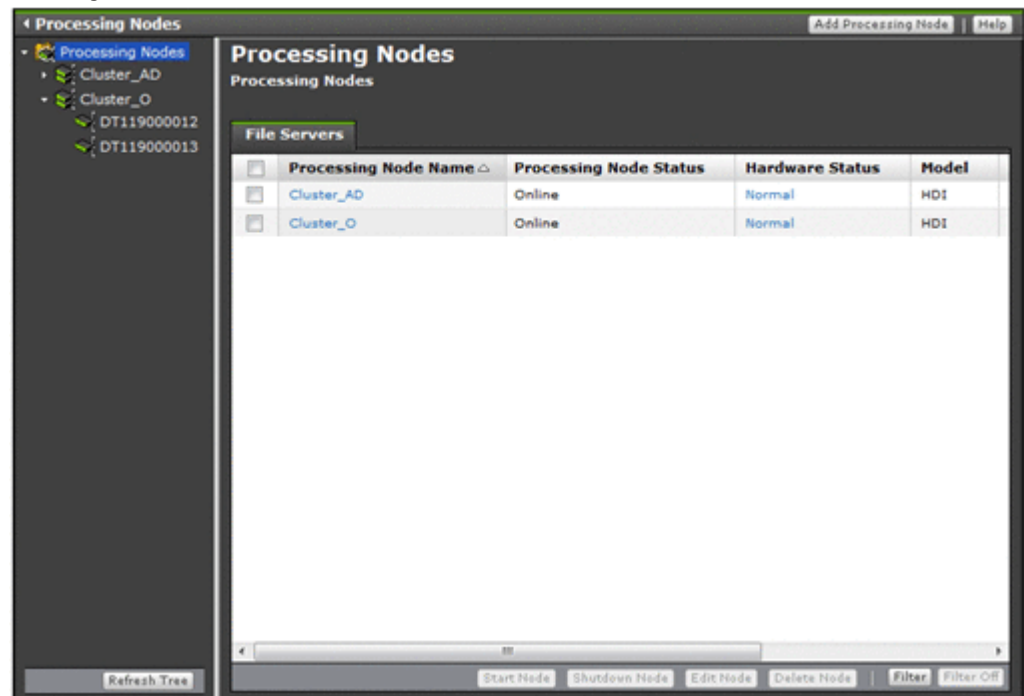 Processing Nodes
Add Processing Node | Help
Processing Nodes
Cluster_AD
Cluster_O
DT119000012
DT119000013
Processing Nodes
Processing Nodes
File Servers
Processing Node Name Processing Node Status Hardware Status Model
Cluster_AD Online Normal HDI
Cluster_O Online Normal HDI
Refresh Tree
Start Node Shutdown Node Edit Node Delete Node | Filter Filter Off